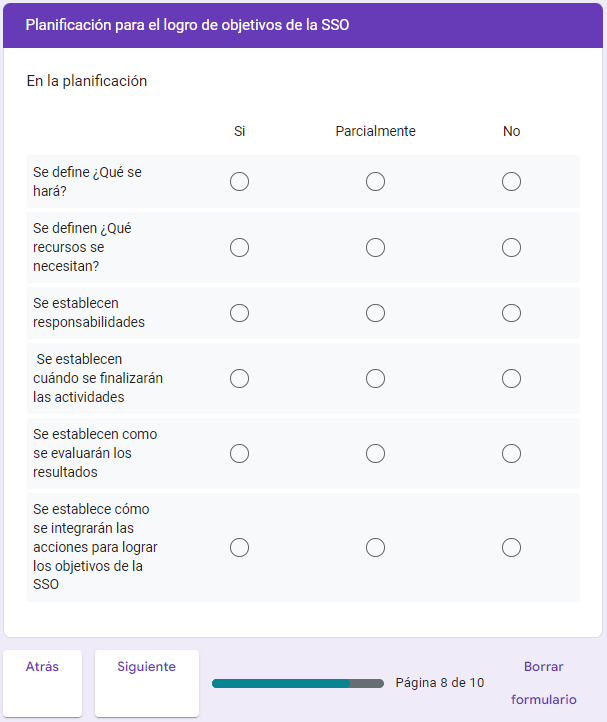 Planificación para el logro de objetivos de la SSO
En la planificación
Si Parcialmente No
Se define ¿Qué se
hará?
Se definen ¿Qué
recursos se
necesitan?
Se establecen
responsabilidades
Se establecen
cuándo se finalizarán
las actividades
Se establecen como
se evaluarán los
resultados
Se establece cómo
se integrarán las
acciones para lograr
los objetivos de la
SSO
Atrás
Siguiente
Página 8 de 10
Borrar
formulario